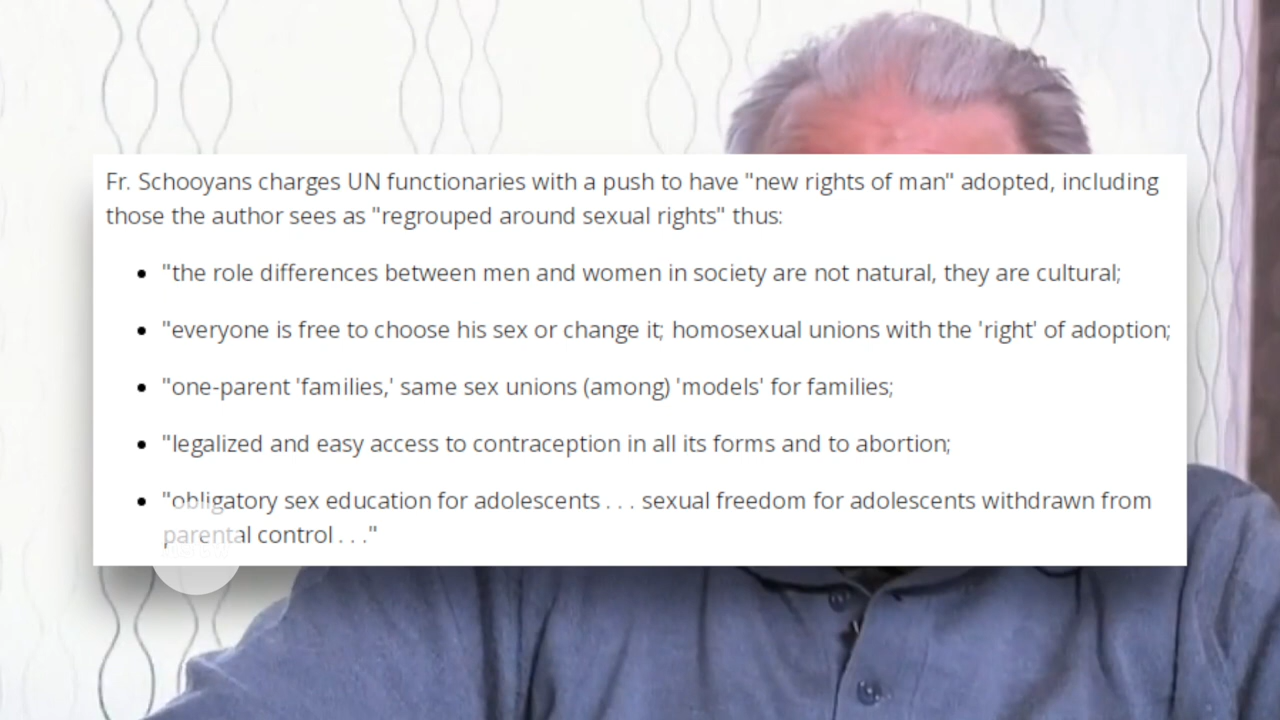 Fr. Schooyans charges UN functionaries with a push to have "new rights of man" adopted, including
those the author sees as "regrouped around sexual rights" thus:
• "the role differences between men and women in society are not natural, they are cultural;
• "everyone is free to choose his sex or change it; homosexual unions with the 'right' of adoption;
• "one-parent 'families,' same sex unions (among) 'models' for families;
• "legalized and easy access to contraception in all its forms and to abortion;
• "obligatory sex education for adolescents . . . sexual freedom for adolescents withdrawn from
parental control . . ."